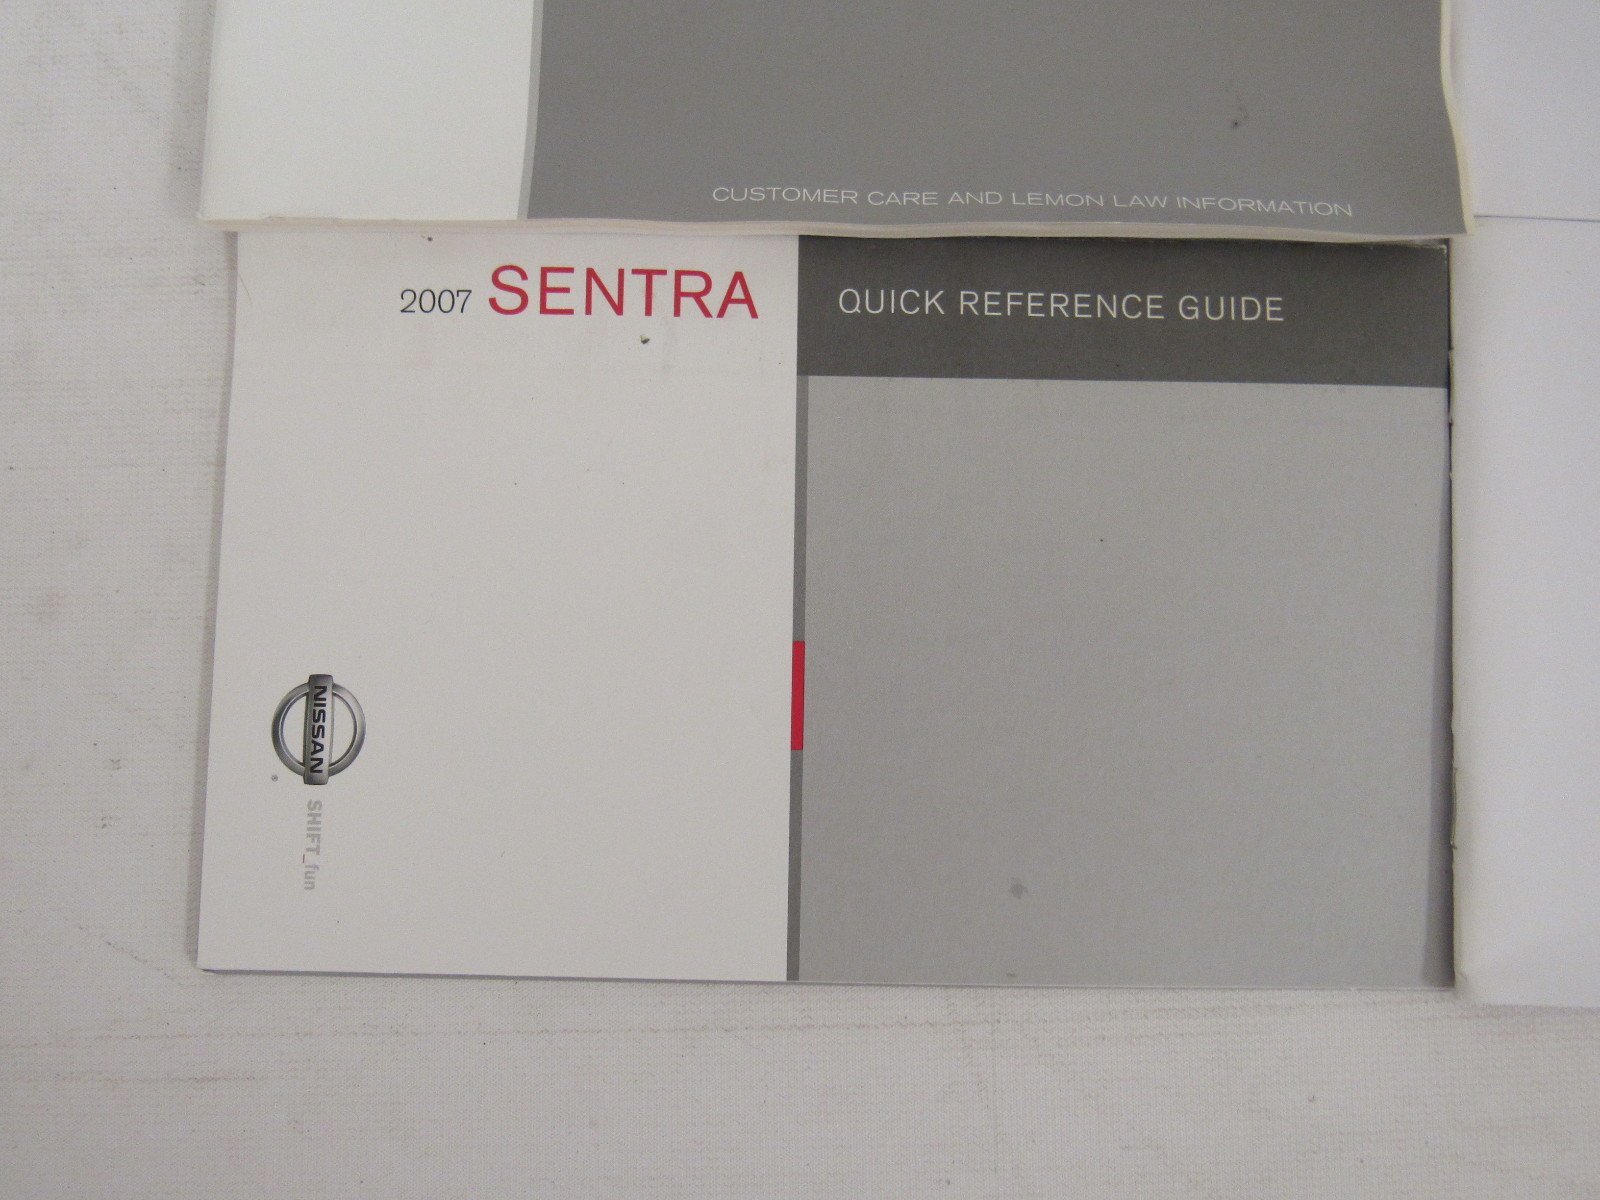 CUSTOMER CARE AND LEMON LAW INFORMATION
2007 SENTRA
QUICK REFERENCE GUIDE
NISSAN
®
SHIFT_fun